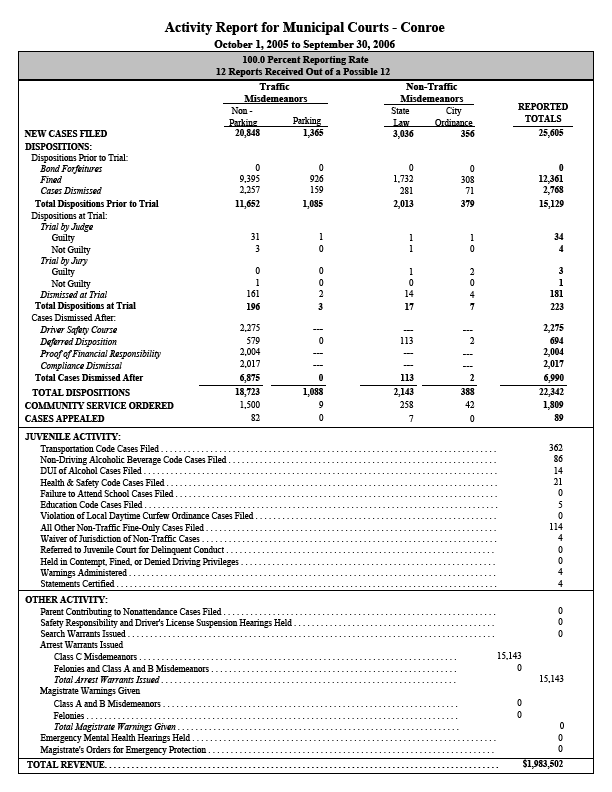 Activity Report for Municipal Courts - Conroe
October 1, 2005 to September 30, 2006
100.0 Percent Reporting Rate
12 Reports Received Out of a Possible 12
Traffic Misdemeanors Non-Traffic Misdemeanors
Non-Parking Parking State Law City Ordinance REPORTED TOTALS
NEW CASES FILED 20,848 1,365 3,036 356 25,605
DISPOSITIONS:
Dispositions Prior to Trial:
Bond Forfeitures 0 0 0 0 0
Fined 9,395 926 1,732 308 12,361
Cases Dismissed 2,257 159 281 71 2,768
Total Dispositions Prior to Trial 11,652 1,085 2,013 379 15,129
Dispositions at Trial:
Trial by Judge
Guilty 31 1 1 1 34
Not Guilty 3 0 1 0 4
Trial by Jury
Guilty 0 0 1 2 3
Not Guilty 1 0 0 0 1
Dismissed at Trial 161 2 14 4 181
Total Dispositions at Trial 196 3 17 7 223
Cases Dismissed After:
Driver Safety Course 2,275 --- --- --- 2,275
Deferred Disposition 579 0 113 2 694
Proof of Financial Responsibility 2,004 --- --- --- 2,004
Compliance Dismissal 2,017 --- --- --- 2,017
Total Cases Dismissed After 6,875 0 113 2 6,990
TOTAL DISPOSITIONS 18,723 1,088 2,143 388 22,342
COMMUNITY SERVICE ORDERED 1,500 9 258 42 1,809
CASES APPEALED 82 0 7 0 89
JUVENILE ACTIVITY:
Transportation Code Cases Filed 362
Non-Driving Alcoholic Beverage Code Cases Filed 86
DUI of Alcohol Cases Filed 14
Health & Safety Code Cases Filed 21
Failure to Attend School Cases Filed 0
Education Code Cases Filed 5
Violation of Local Daytime Curfew Ordinance Cases Filed 0
All Other Non-Traffic Fine-Only Cases Filed 114
Waiver of Jurisdiction of Non-Traffic Cases 4
Referred to Juvenile Court for Delinquent Conduct 0
Held in Contempt, Fined, or Denied Driving Privileges 0
Warnings Administered 4
Statements Certified 4
OTHER ACTIVITY:
Parent Contributing to Nonattendance Cases Filed 0
Safety Responsibility and Driver's License Suspension Hearings Held 0
Search Warrants Issued 0
Arrest Warrants Issued
Class C Misdemeanors 15,143
Felonies and Class A and B Misdemeanors 0
Total Arrest Warrants Issued 15,143
Magistrate Warnings Given
Class A and B Misdemeanors 0
Felonies 0
Total Magistrate Warnings Given 0
Emergency Mental Health Hearings Held 0
Magistrate's Orders for Emergency Protection 0
TOTAL REVENUE $1,983,502